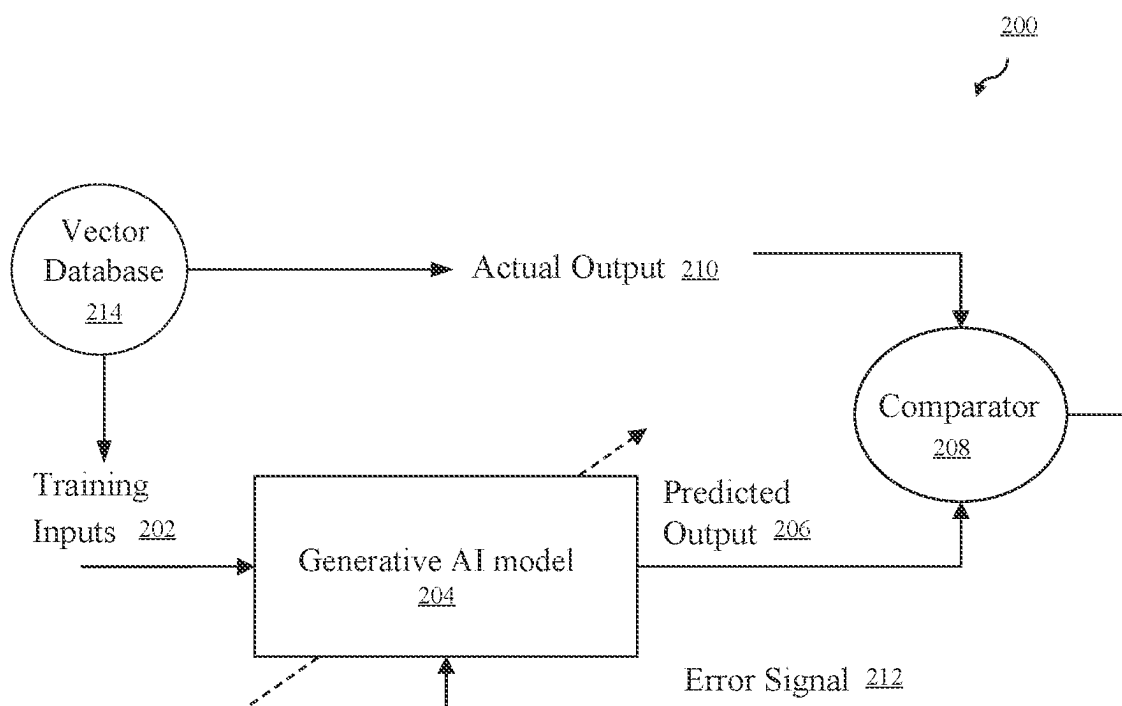 200
Vector
Database
214
Actual Output 210
Comparator
208
Training
Inputs 202
Predicted
Output 206
Generative AI model
204
Error Signal 212